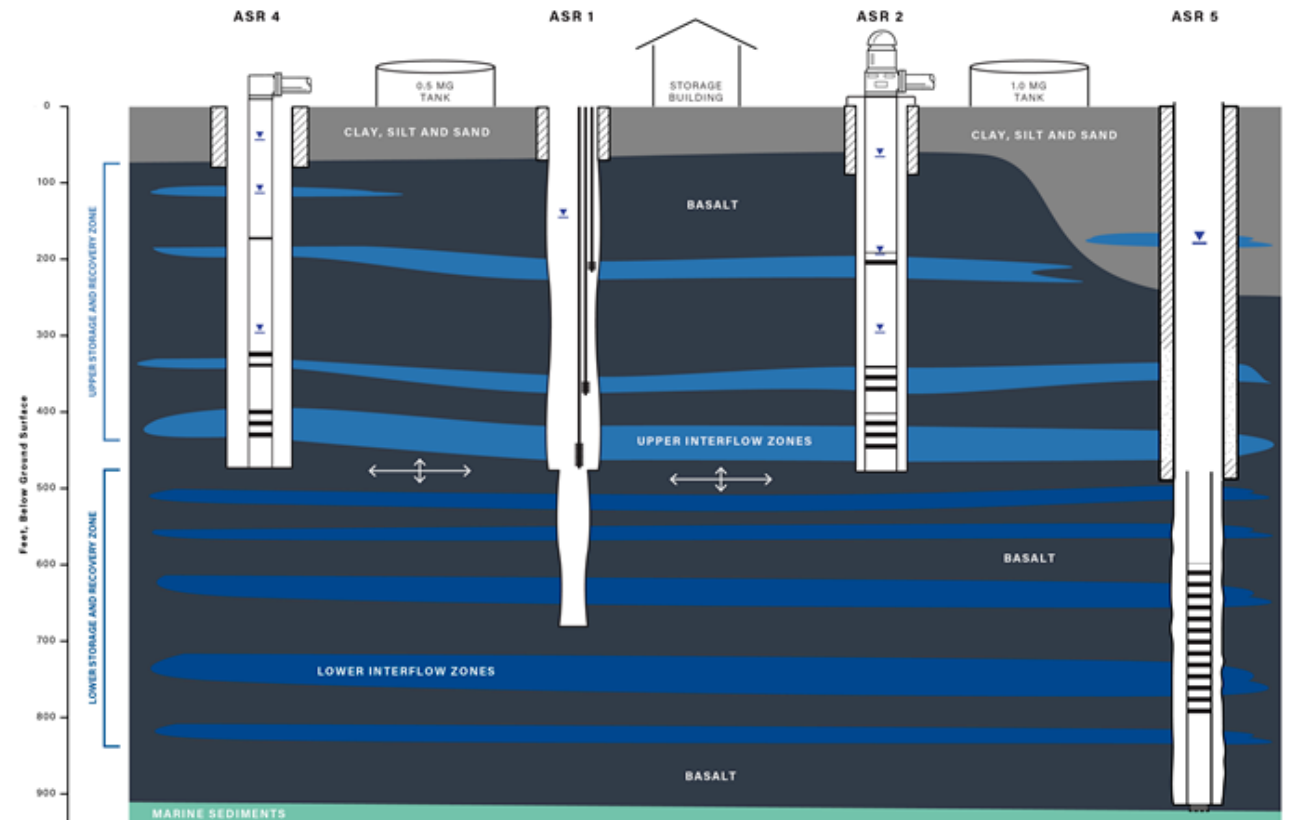 ASR 4
ASR 1
ASR 2
ASR 5
0.5 MG
TANK
STORAGE
BUILDING
1.0 MG
TANK
0
CLAY, SILT AND SAND
CLAY, SILT AND SAND
100
BASALT
200
UPPER STORAGE AND RECOVERY ZONE
300
400
UPPER INTERFLOW ZONES
Feet, Below Ground Surface
500
BASALT
600
LOWER STORAGE AND RECOVERY ZONE
700
LOWER INTERFLOW ZONES
800
BASALT
900
MARINE SEDIMENTS